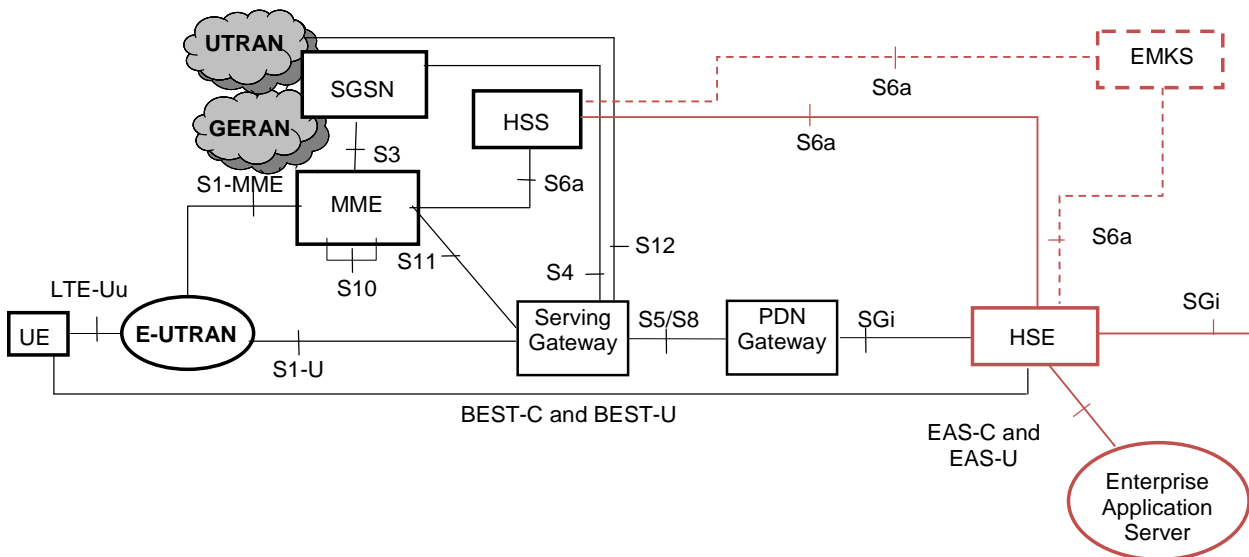 UTRAN
EMKS
SGSN
S6a
GERAN
HSS
S6a
S3
S1-MME
S6a
MME
S12
S6a
S11
S4
S10
LTE-Uu
SGi
Serving
Gateway
S5/S8
PDN
Gateway
SGi
UE
E-UTRAN
HSE
S1-U
BEST-C and BEST-U
EAS-C and
EAS-U
Enterprise
Application
Server